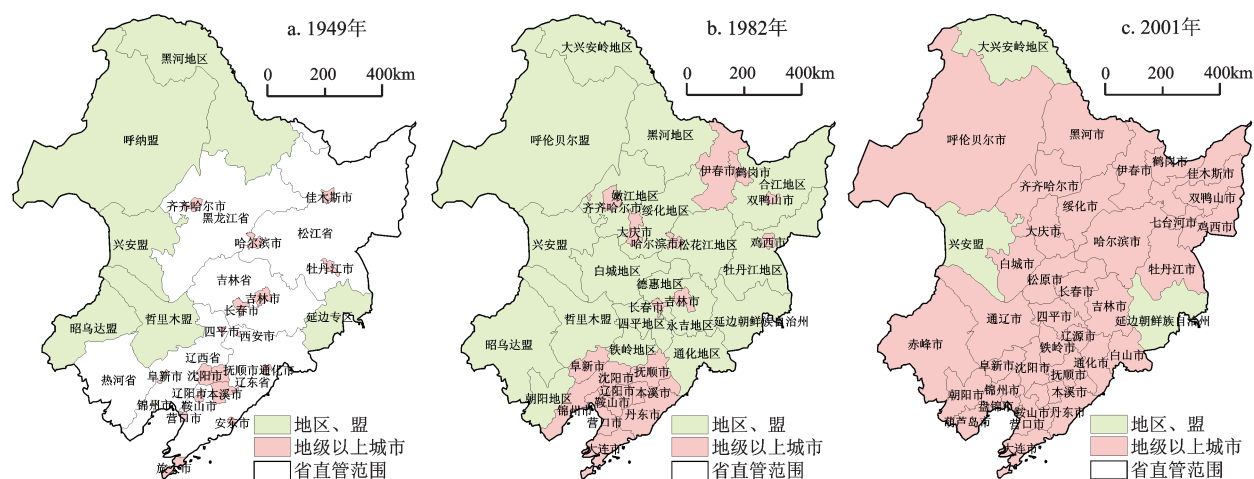 a. 1949年
0 200 400km
黑河地区
呼纳盟
佳木斯市
齐齐哈尔市
黑龙江省
松江省
兴安盟
哈尔滨市
牡丹江市
吉林省
吉林市
长春市
哲里木盟
延边专区
昭乌达盟
四平市
西安市
辽西省
热河省
阜新市
沈阳市
抚顺市
通化市
辽东省
辽阳市
本溪市
锦州市
鞍山市
营口市
安东市
旅大市
地区、盟
地级以上城市
省直管范围
b. 1982年
0 200 400km
大兴安岭地区
呼伦贝尔盟
黑河地区
伊春市
鹤岗市
合江地区
嫩江地区
双鸭山市
齐齐哈尔市
绥化地区
大庆市
兴安盟
哈尔滨市
松花江地区
鸡西市
白城地区
牡丹江地区
德惠地区
长春市
吉林市
哲里木盟
四平地区
永吉地区
延边朝鲜族自治州
昭乌达盟
铁岭地区
通化地区
阜新市
沈阳市
抚顺市
朝阳地区
辽阳市
本溪市
锦州市
鞍山市
丹东市
营口市
大连市
地区、盟
地级以上城市
省直管范围
c. 2001年
0 200 400km
大兴安岭地区
呼伦贝尔市
黑河市
鹤岗市
伊春市
佳木斯市
齐齐哈尔市
双鸭山市
绥化市
七台河市
鸡西市
大庆市
兴安盟
哈尔滨市
白城市
牡丹江市
松原市
长春市
吉林市
通辽市
四平市
延边朝鲜族自治州
赤峰市
辽源市
铁岭市
白山市
通化市
阜新市
沈阳市
抚顺市
朝阳市
锦州市
本溪市
盘锦市
鞍山市
丹东市
葫芦岛市
营口市
大连市
地区、盟
地级以上城市
省直管范围